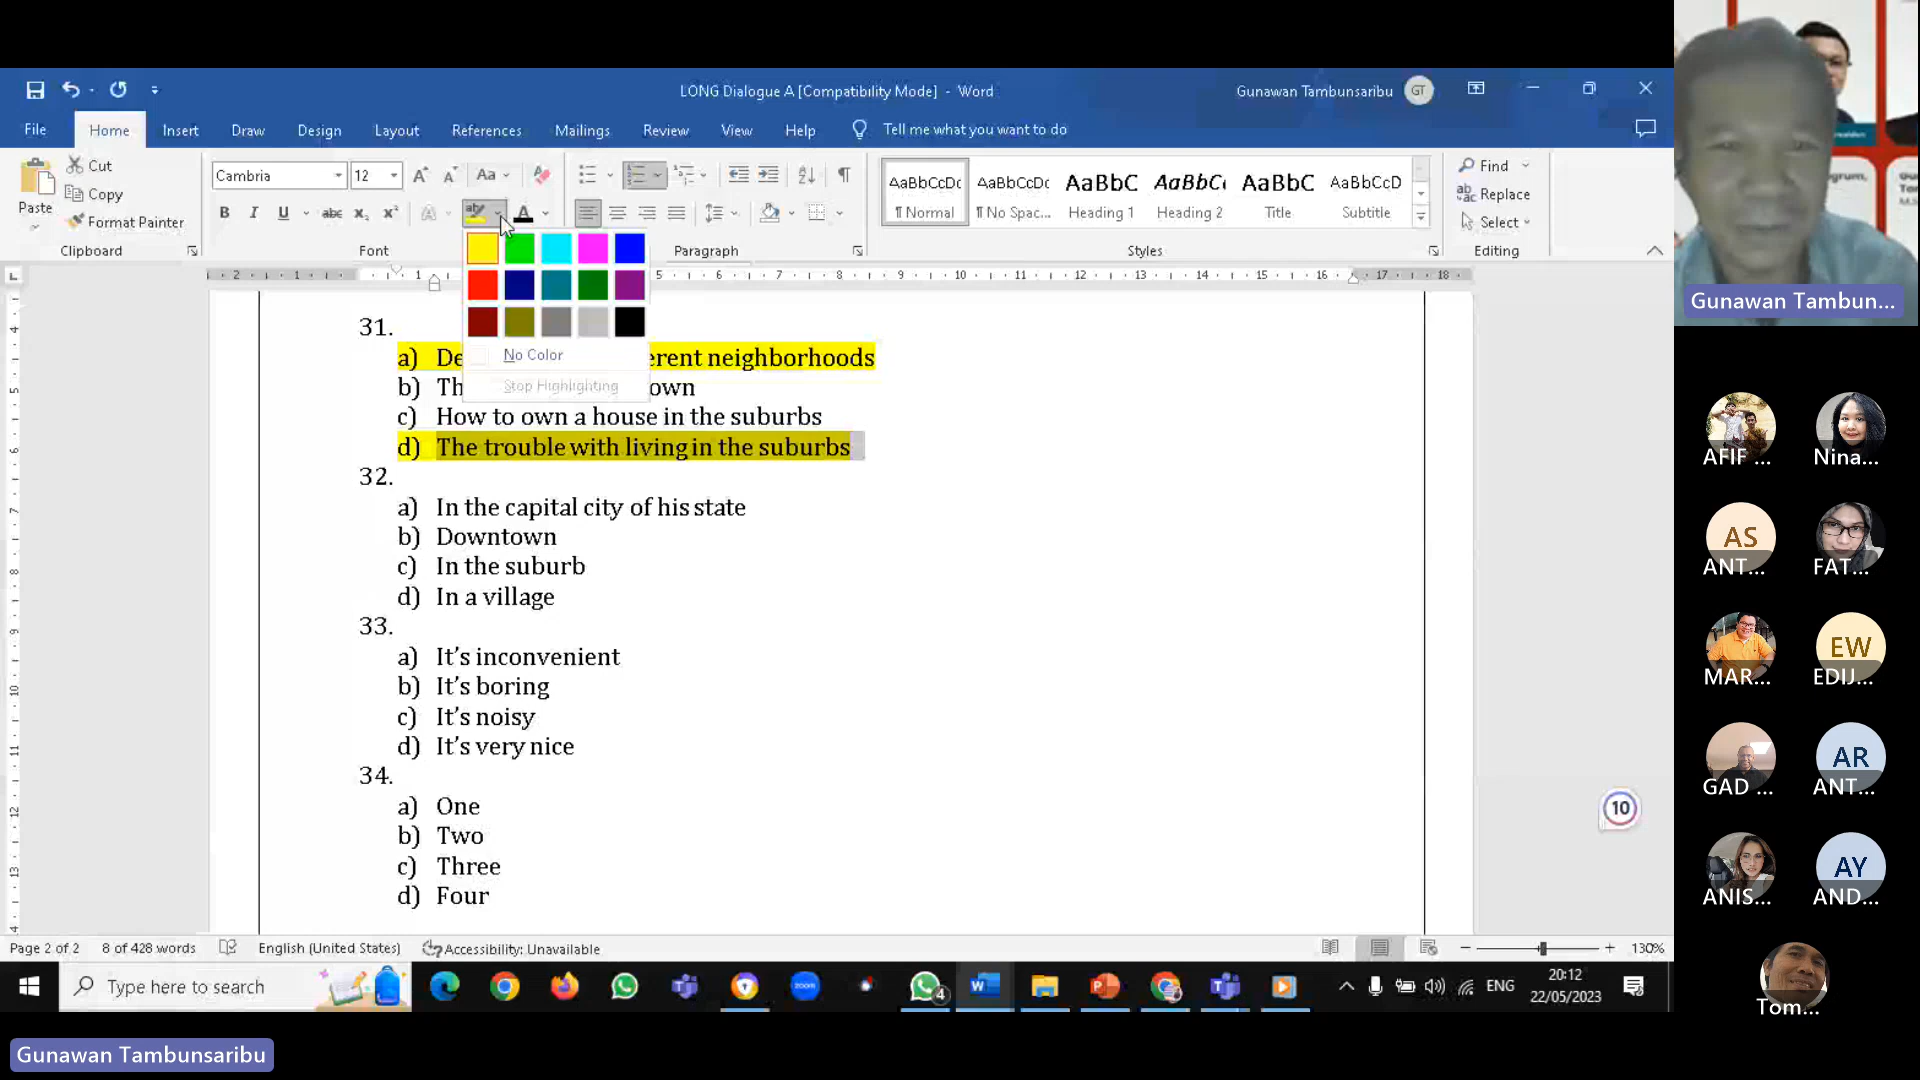 LONG Dialogue A [Compatibility Mode] - Word
Gunawan Tambunsaribu
GT
File Home Insert Draw Design Layout References Mailings Review View Help Tell me what you want to do
Paste
Cut
Copy
Format Painter
Clipboard
Cambria 12
Font
Paragraph
AaBbCcDc AaBbCcDc AaBbC AaBbCc AaBbC AaBbCcD
¶ Normal ¶ No Spac... Heading 1 Heading 2 Title Subtitle
Styles
Find
Replace
Select
Editing
No Color
Stop Highlighting
31.
a) De erent neighborhoods
b) Th own
c) How to own a house in the suburbs
d) The trouble with living in the suburbs
32.
a) In the capital city of his state
b) Downtown
c) In the suburb
d) In a village
33.
a) It’s inconvenient
b) It’s boring
c) It’s noisy
d) It’s very nice
34.
a) One
b) Two
c) Three
d) Four
10
Page 2 of 2 8 of 428 words English (United States) Accessibility: Unavailable 130%
Type here to search
zoom
4
ENG
20:12
22/05/2023
Gunawan Tambunsaribu
Gunawan Tambun...
AFIF ...
Nina...
AS
ANT...
FAT...
MAR...
EW
EDIJ...
GAD ...
AR
ANT...
ANIS...
AY
AND...
Tom...